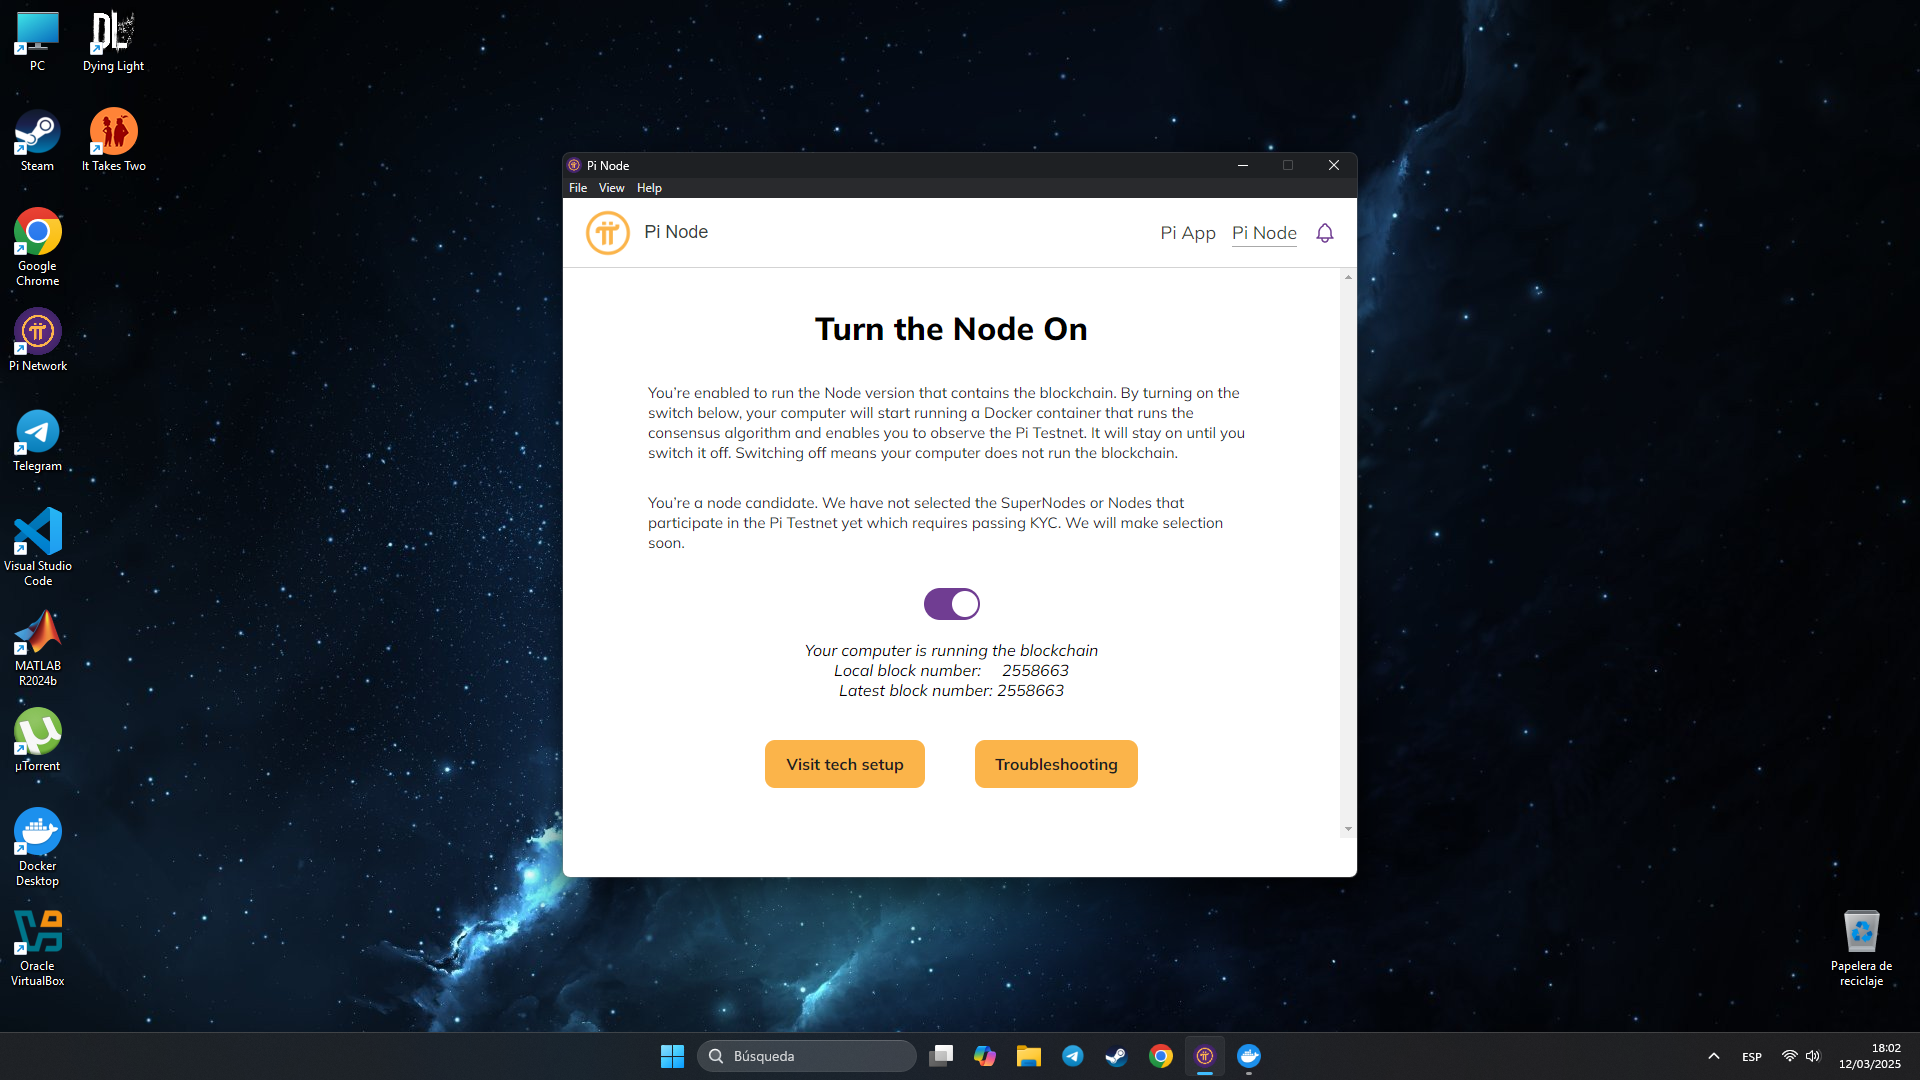 PC
Dying Light
Steam
It Takes Two
Google
Chrome
Pi Network
Telegram
Visual Studio
Code
MATLAB
R2024b
µTorrent
Docker
Desktop
Oracle
VirtualBox
Pi Node
File View Help
Pi Node
Pi App Pi Node
Turn the Node On
You’re enabled to run the Node version that contains the blockchain. By turning on the
switch below, your computer will start running a Docker container that runs the
consensus algorithm and enables you to observe the Pi Testnet. It will stay on until you
switch it off. Switching off means your computer does not run the blockchain.
You’re a node candidate. We have not selected the SuperNodes or Nodes that
participate in the Pi Testnet yet which requires passing KYC. We will make selection
soon.
Your computer is running the blockchain
Local block number: 2558663
Latest block number: 2558663
Visit tech setup
Troubleshooting
Papelera de
reciclaje
Búsqueda
ESP
18:02
12/03/2025